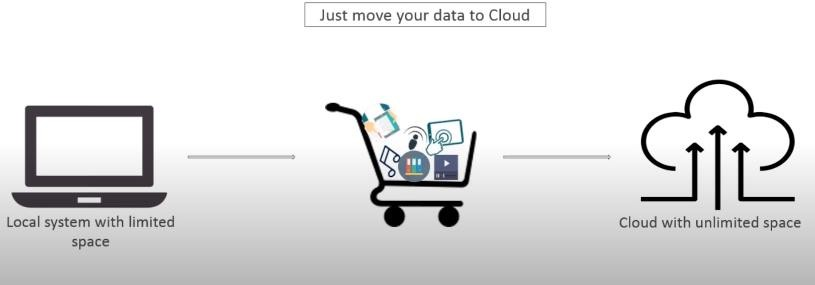 Just move your data to Cloud
Local system with limited
space
Cloud with unlimited space